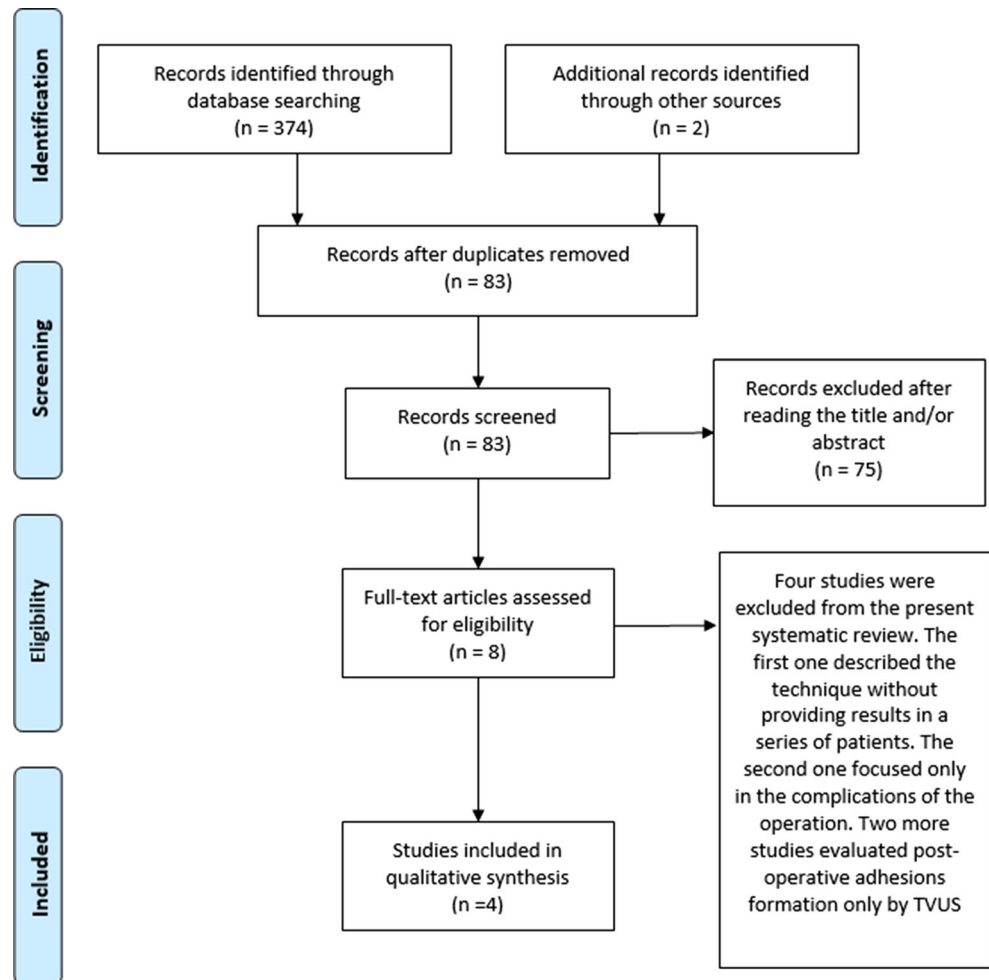 Identification
Records identified through
database searching
(n = 374)
Additional records identified
through other sources
(n = 2)
Records after duplicates removed
(n = 83)
Screening
Records screened
(n = 83)
Records excluded after
reading the title and/or
abstract
(n = 75)
Eligibility
Full-text articles assessed
for eligibility
(n = 8)
Four studies were
excluded from the present
systematic review. The
first one described the
technique without
providing results in a
series of patients. The
second one focused only
in the complications of the
operation. Two more
studies evaluated post-
operative adhesions
formation only by TVUS
Included
Studies included in
qualitative synthesis
(n =4)